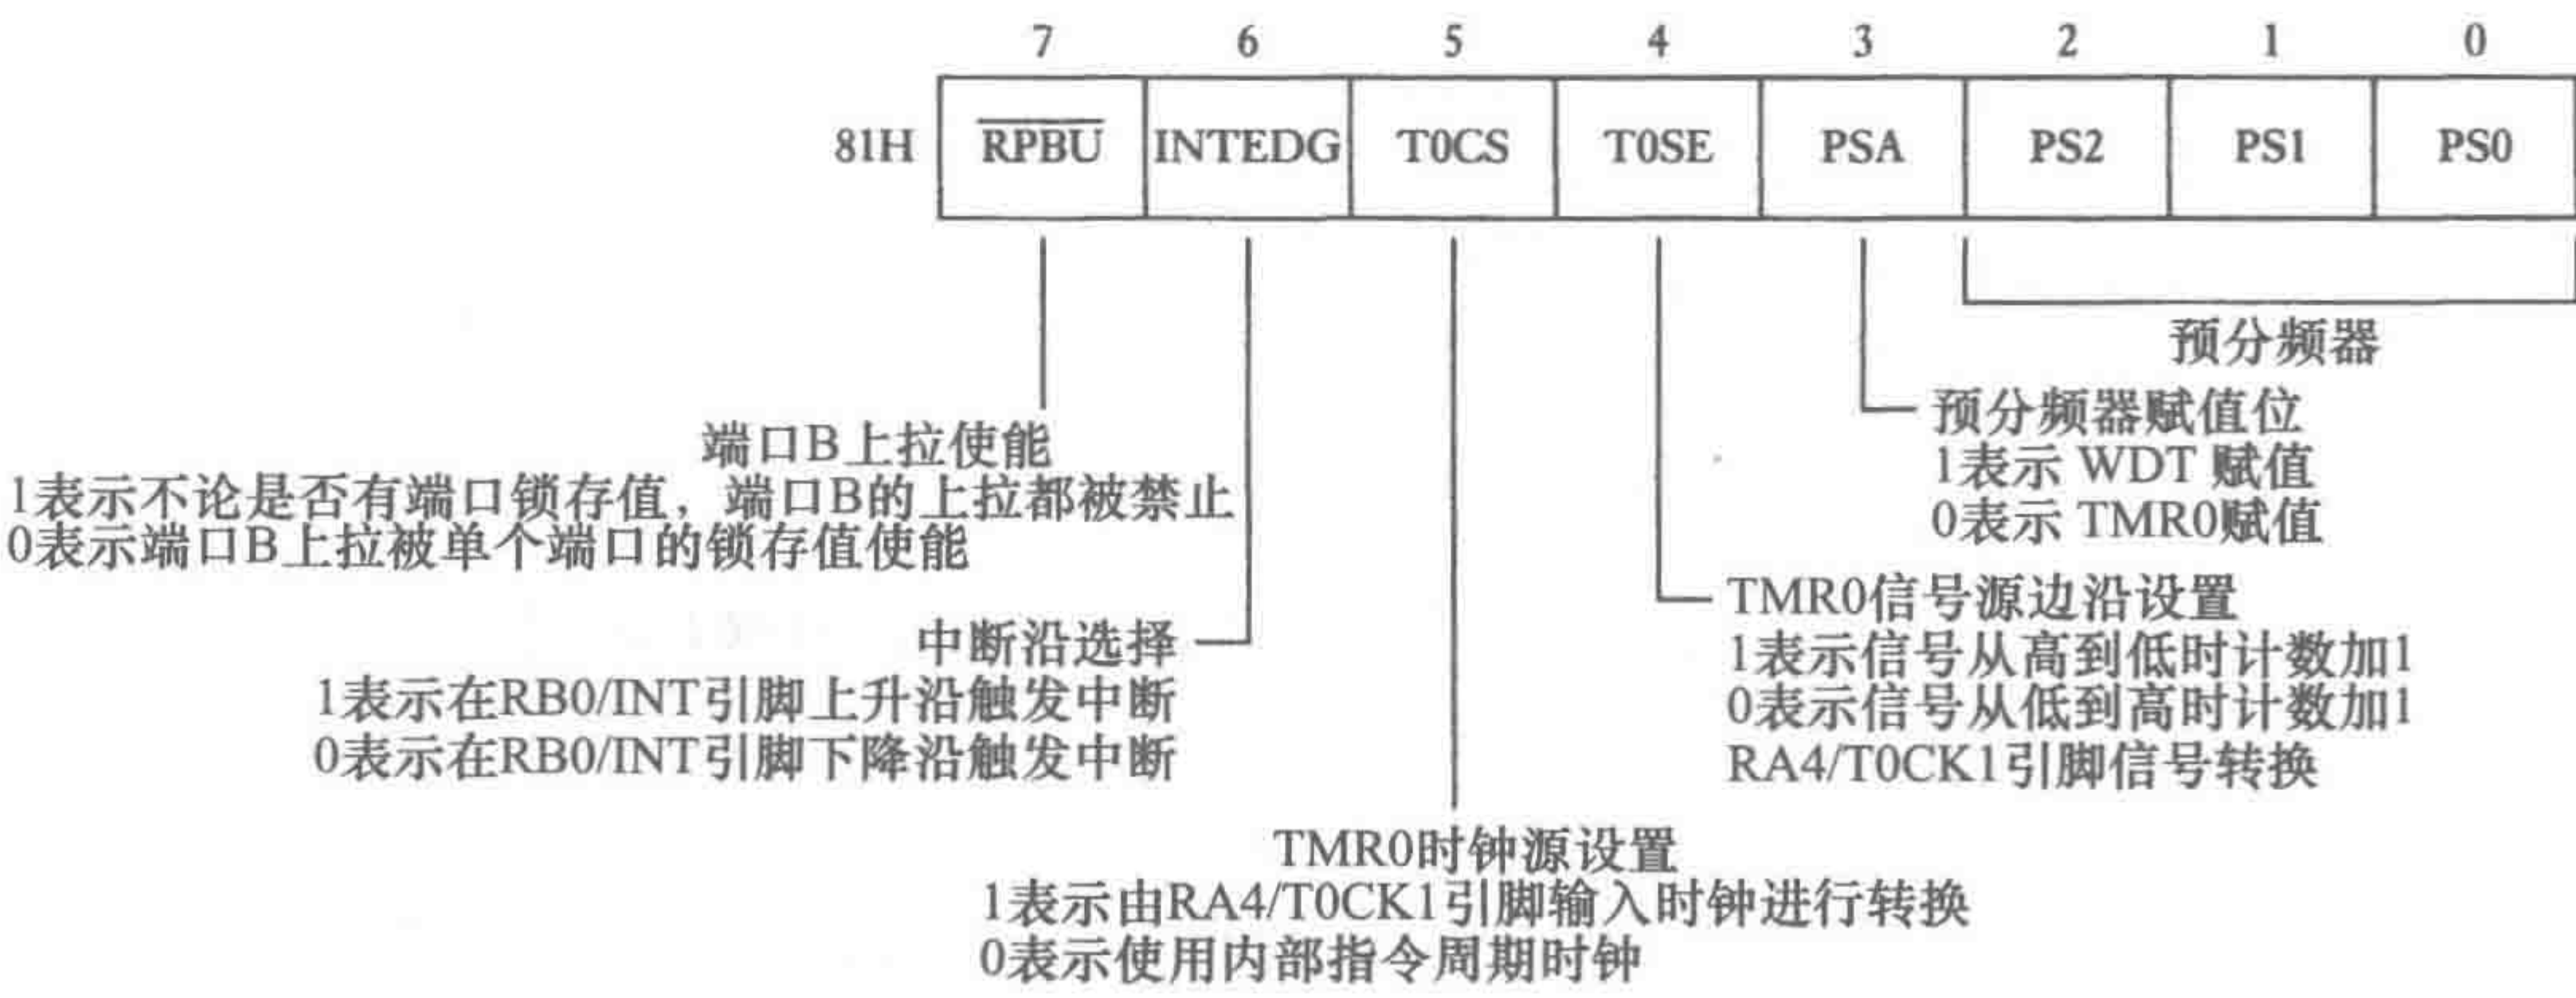 7 6 5 4 3 2 1 0
81H RPBU INTEDG T0CS T0SE PSA PS2 PS1 PS0
预分频器
预分频器赋值位
1表示 WDT 赋值
0表示 TMR0赋值
端口B上拉使能
1表示不论是否有端口锁存值，端口B的上拉都被禁止
0表示端口B上拉被单个端口的锁存值使能
TMR0信号源边沿设置
1表示信号从高到低时计数加1
0表示信号从低到高时计数加1
RA4/T0CK1引脚信号转换
中断沿选择
1表示在RB0/INT引脚上升沿触发中断
0表示在RB0/INT引脚下降沿触发中断
TMR0时钟源设置
1表示由RA4/T0CK1引脚输入时钟进行转换
0表示使用内部指令周期时钟